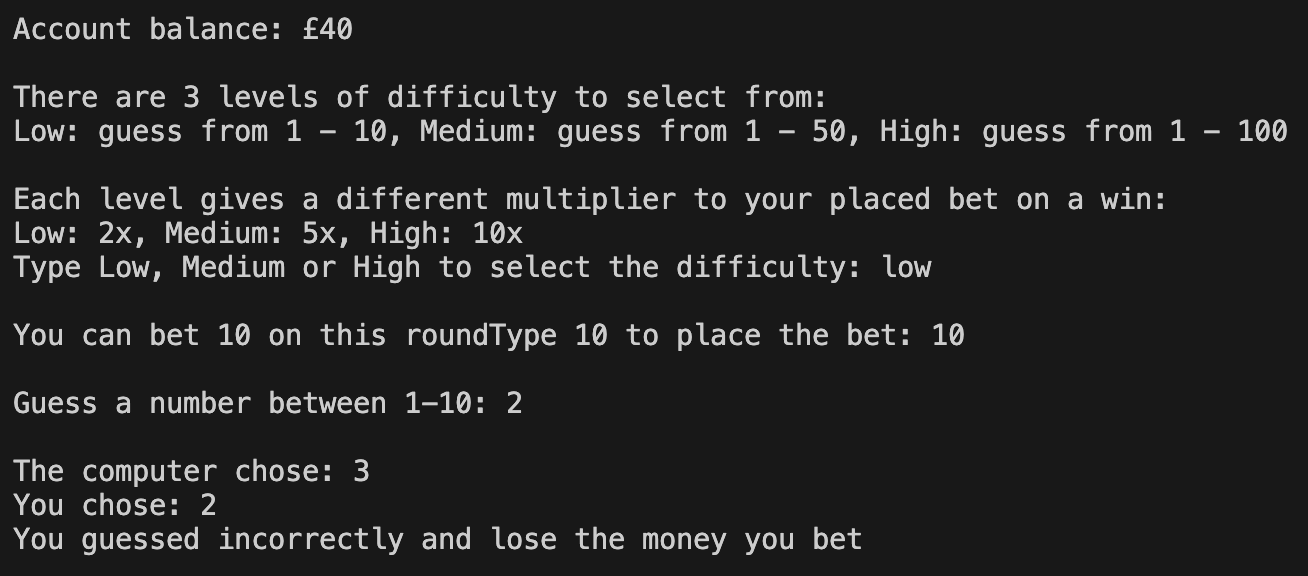 Account balance: £40
There are 3 levels of difficulty to select from:
Low: guess from 1 - 10, Medium: guess from 1 - 50, High: guess from 1 - 100
Each level gives a different multiplier to your placed bet on a win:
Low: 2x, Medium: 5x, High: 10x
Type Low, Medium or High to select the difficulty: low
You can bet 10 on this roundType 10 to place the bet: 10
Guess a number between 1-10: 2
The computer chose: 3
You chose: 2
You guessed incorrectly and lose the money you bet